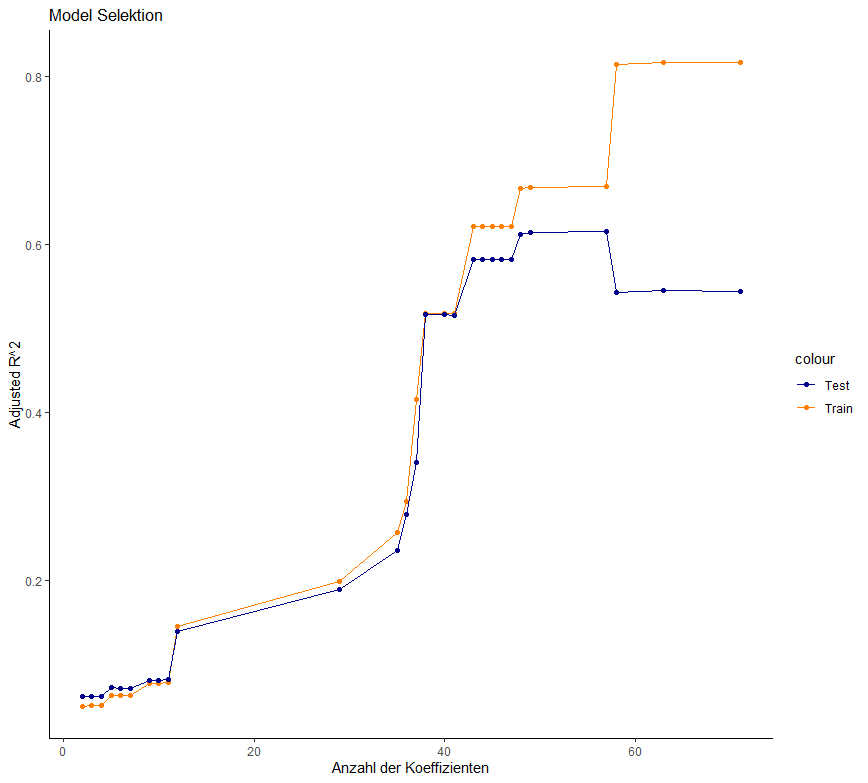 Model Selektion
Adjusted R^2
0.8
0.6
0.4
0.2
0
20
40
60
Anzahl der Koeffizienten
colour
Test
Train